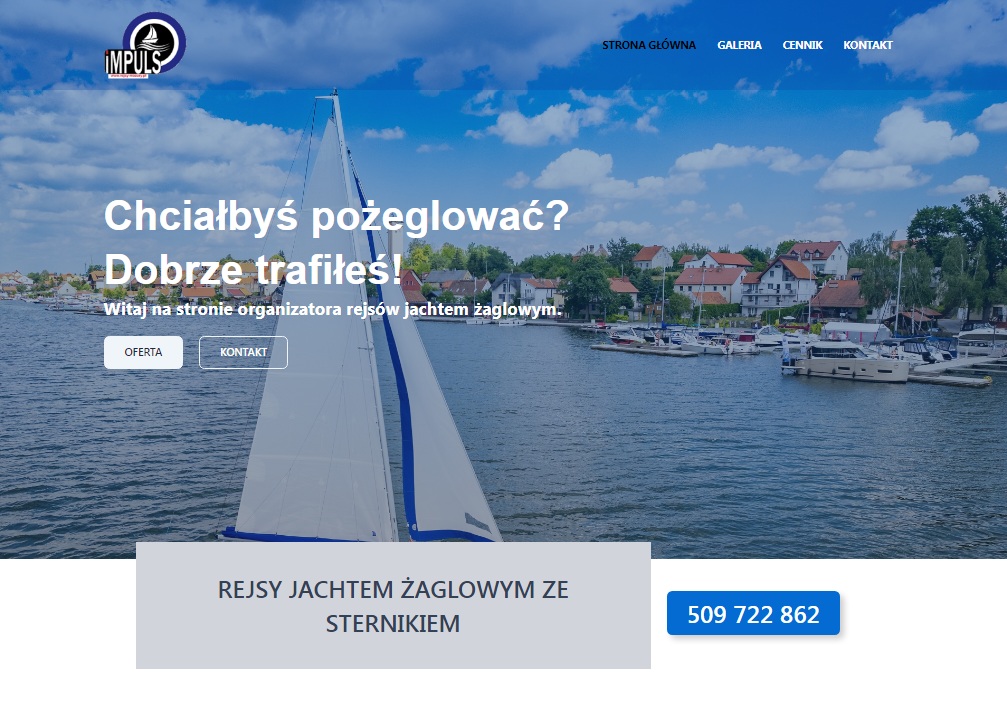 iMPULS
STRONA GŁÓWNA GALERIA CENNIK KONTAKT
Chciałbyś pożeglować?
Dobrze trafiłeś!
Witaj na stronie organizatora rejsów jachtem żaglowym.
OFERTA KONTAKT
REJSY JACHTEM ŻAGLOWYM ZE
STERNIKIEM
509 722 862